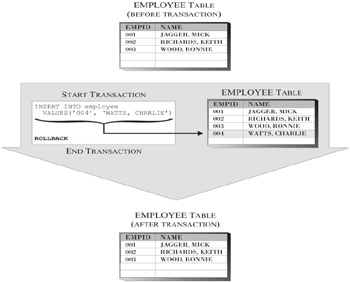 EMPLOYEE TABLE
(BEFORE TRANSACTION)
EMPID NAME
001 JAGGER, MICK
002 RICHARDS, KEITH
003 WOOD, RONNIE
START TRANSACTION
INSERT INTO employee
VALUES('004', 'WATTS, CHARLIE')
ROLLBACK
END TRANSACTION
EMPLOYEE TABLE
EMPID NAME
001 JAGGER, MICK
002 RICHARDS, KEITH
003 WOOD, RONNIE
004 WATTS, CHARLIE
EMPLOYEE TABLE
(AFTER TRANSACTION)
EMPID NAME
001 JAGGER, MICK
002 RICHARDS, KEITH
003 WOOD, RONNIE